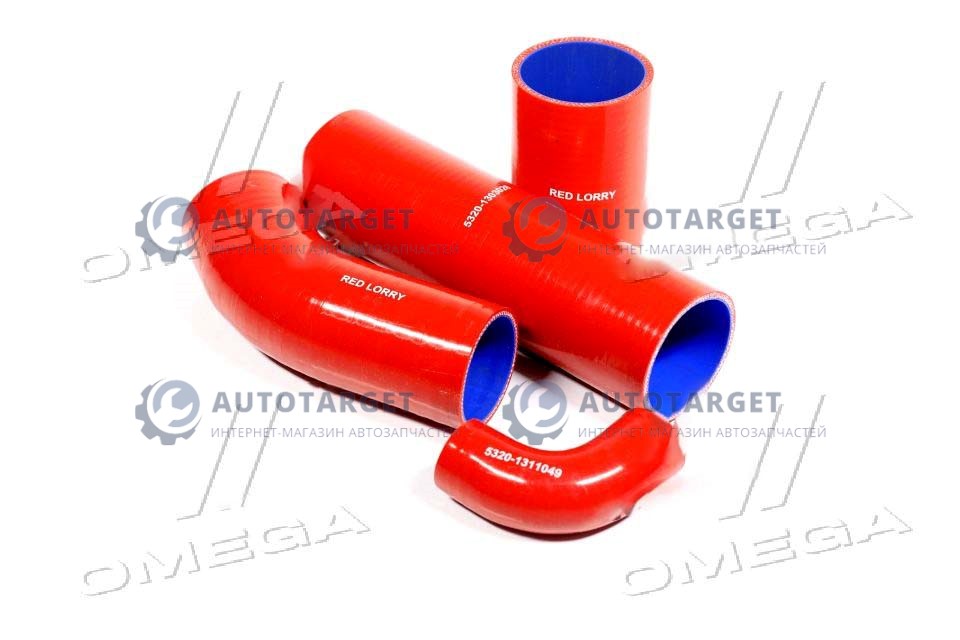 RED LORRY
5320-1303026
RED LORRY
5320-1311049
AUTOTARGET
ИНТЕРНЕТ-МАГАЗИН АВТОЗАПЧАСТЕЙ
AUTOTARGET
ИНТЕРНЕТ-МАГАЗИН АВТОЗАПЧАСТЕЙ
AUTOTARGET
ИНТЕРНЕТ-МАГАЗИН АВТОЗАПЧАСТЕЙ
AUTOTARGET
ИНТЕРНЕТ-МАГАЗИН АВТОЗАПЧАСТЕЙ
OMEGA
OMEGA
OMEGA
OMEGA